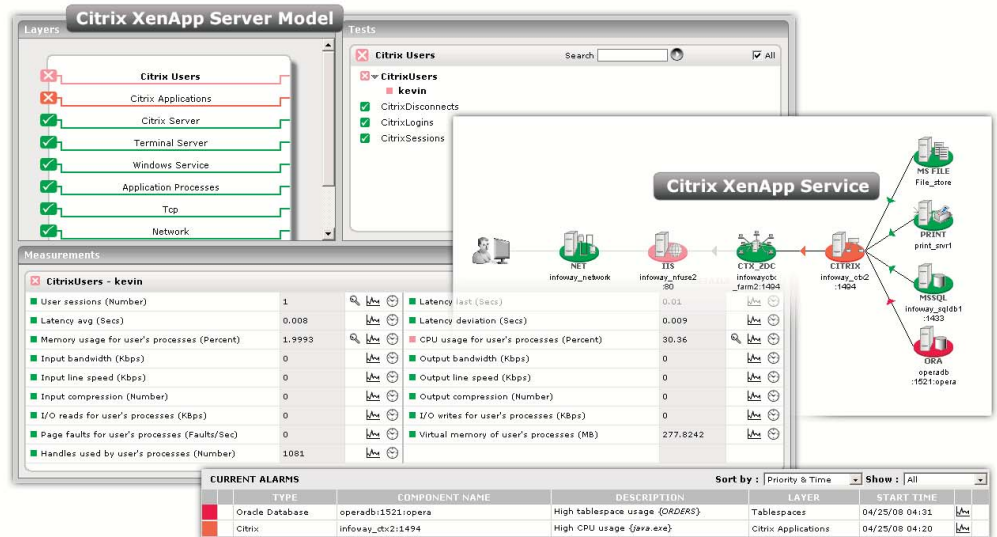 Citrix XenApp Server Model
Layers
Citrix Users
Citrix Applications
Citrix Server
Terminal Server
Windows Service
Application Processes
Tcp
Network
Tests
Citrix Users
Search
All
CitrixUsers
kevin
CitrixDisconnects
CitrixLogins
CitrixSessions
Citrix XenApp Service
NET
infoway_network
IIS
infoway_nfuse2
:80
CTX_ZDC
infowayctx
_farm2:1494
CITRIX
infoway_ctx2
:1494
MS FILE
File_store
PRINT
print_srvr1
MSSQL
infoway_sqldb1
:1433
ORA
operadb
:1521:opera
Measurements
CitrixUsers - kevin
User sessions (Number) 1 Latency last (Secs) 0.01
Latency avg (Secs) 0.008 Latency deviation (Secs) 0.009
Memory usage for user's processes (Percent) 1.9993 CPU usage for user's processes (Percent) 30.36
Input bandwidth (Kbps) 0 Output bandwidth (Kbps) 0
Input line speed (Kbps) 0 Output line speed (Kbps) 0
Input compression (Number) 0 Output compression (Number) 0
I/O reads for user's processes (KBps) 0 I/O writes for user's processes (KBps) 0
Page faults for user's processes (Faults/Sec) 0 Virtual memory of user's processes (MB) 277.8242
Handles used by user's processes (Number) 1081
CURRENT ALARMS Sort by : Priority & Time Show : All
TYPE COMPONENT NAME DESCRIPTION LAYER START TIME
Oracle Database operadb:1521:opera High tablespace usage {ORDERS} Tablespaces 04/25/08 04:31
Citrix infoway_ctx2:1494 High CPU usage {java.exe} Citrix Applications 04/25/08 04:20